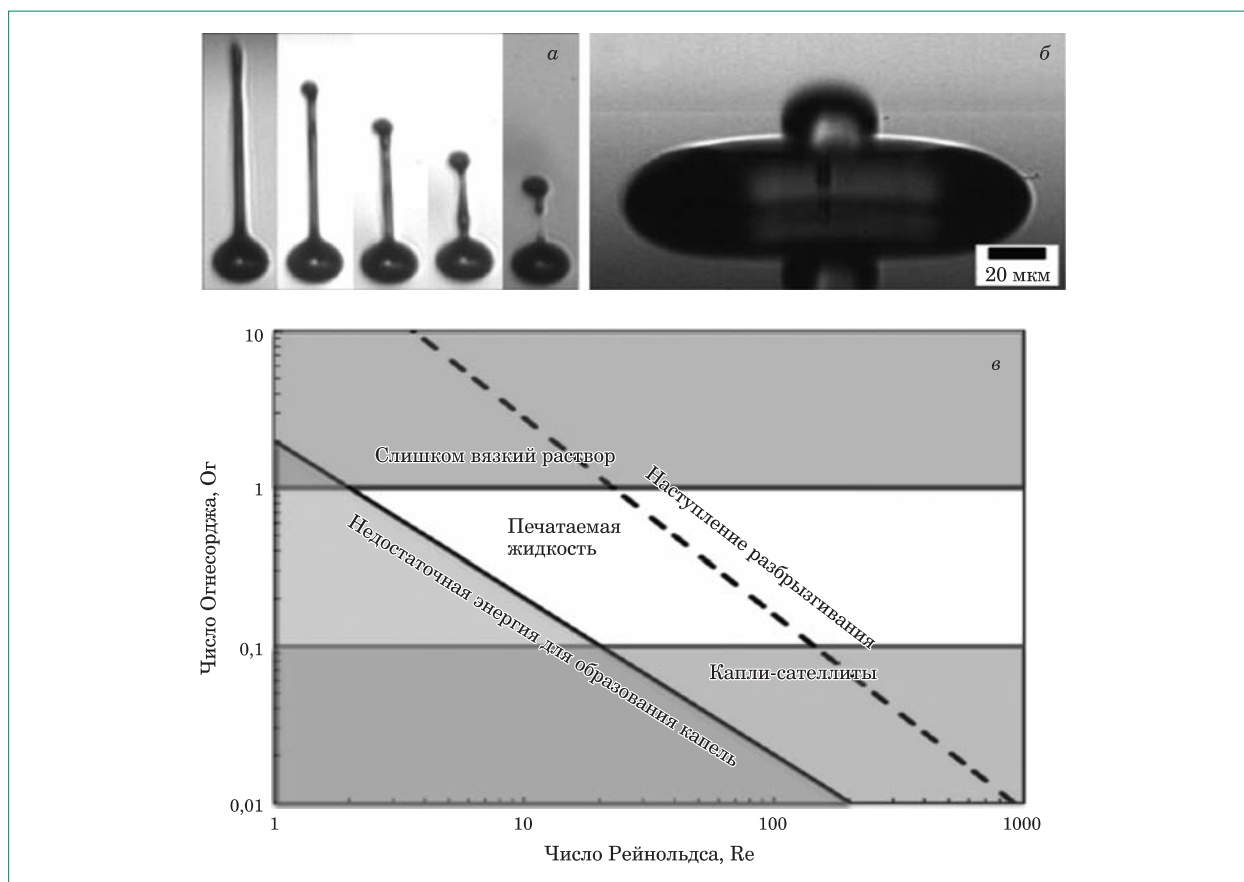 а
б
20 мкм
в
Число Огнесорджа, Ог
10
1
0,1
0,01
Слишком вязкий раствор
Печатаемая
жидкость
Наступление разбрызгивания
Недостаточная энергия для образования капель
Капли-сателлиты
1
10
100
1000
Число Рейнольдса, Re